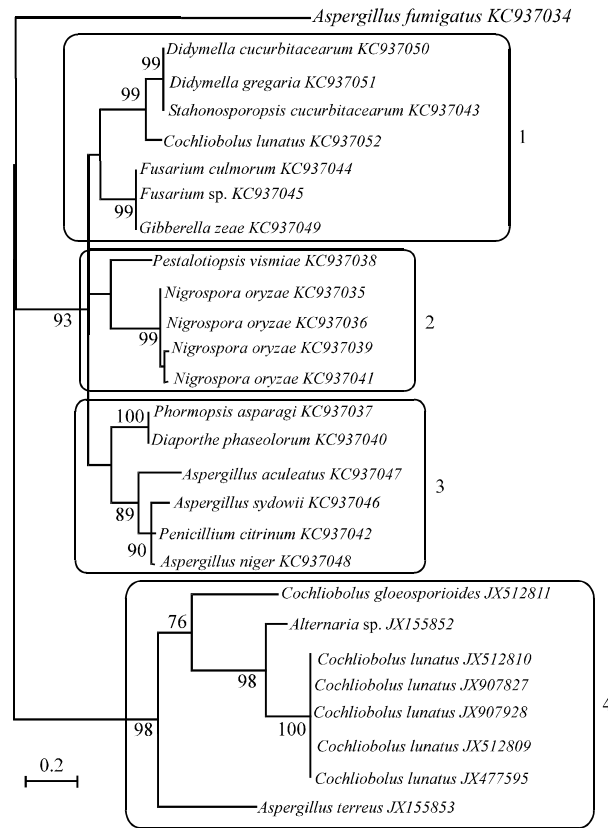 Aspergillus fumigatus KC937034
Didymella cucurbitacearum KC937050
99
Didymella gregaria KC937051
99
Stahonosporopsis cucurbitacearum KC937043
Cochliobolus lunatus KC937052
1
Fusarium culmorum KC937044
Fusarium sp. KC937045
99
Gibberella zeae KC937049
Pestalotiopsis vismiae KC937038
Nigrospora oryzae KC937035
93
Nigrospora oryzae KC937036
2
99
Nigrospora oryzae KC937039
Nigrospora oryzae KC937041
100
Phormopsis asparagi KC937037
Diaporthe phaseolorum KC937040
Aspergillus aculeatus KC937047
3
Aspergillus sydowii KC937046
89
Penicillium citrinum KC937042
90
Aspergillus niger KC937048
Cochliobolus gloeosporioides JX512811
76
Alternaria sp. JX155852
Cochliobolus lunatus JX512810
98
Cochliobolus lunatus JX907827
4
Cochliobolus lunatus JX907928
98
100
Cochliobolus lunatus JX512809
0.2
Cochliobolus lunatus JX477595
Aspergillus terreus JX155853